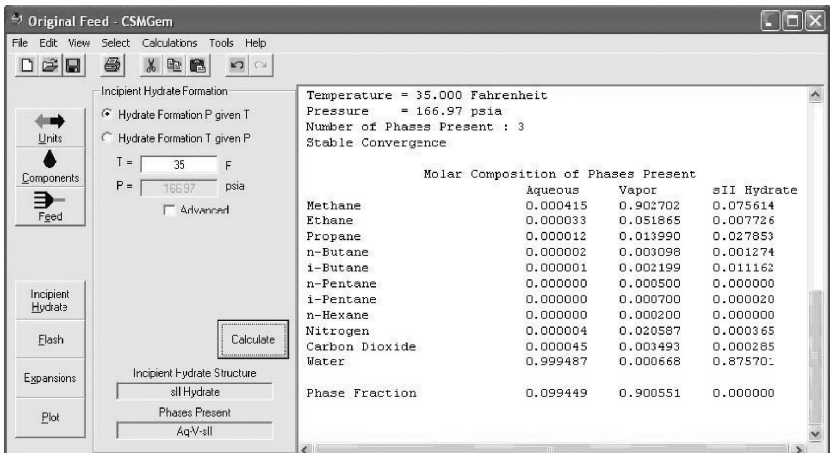 Original Feed - CSMGem
File Edit View Select Calculations Tools Help
Units
Components
Feed
Incipient Hydrate
Flash
Expansions
Plot
Incipient Hydrate Formation
Hydrate Formation P given T
Hydrate Formation T given P
T = 35 F
P = 166.97 psia
Advanced
Calculate
Incipient Hydrate Structure
sII Hydrate
Phases Present
Aq-V-sII
Temperature = 35.000 Fahrenheit
Pressure = 166.97 psia
Number of Phases Present : 3
Stable Convergence
Molar Composition of Phases Present
Aqueous Vapor sII Hydrate
Methane 0.000415 0.902702 0.075614
Ethane 0.000033 0.051865 0.007726
Propane 0.000012 0.013990 0.027853
n-Butane 0.000002 0.003098 0.001274
i-Butane 0.000001 0.002199 0.011162
n-Pentane 0.000000 0.000500 0.000000
i-Pentane 0.000000 0.000700 0.000020
n-Hexane 0.000000 0.000200 0.000000
Nitrogen 0.000004 0.020587 0.000365
Carbon Dioxide 0.000045 0.003493 0.000285
Water 0.999487 0.000668 0.875701
Phase Fraction 0.099449 0.900551 0.000000